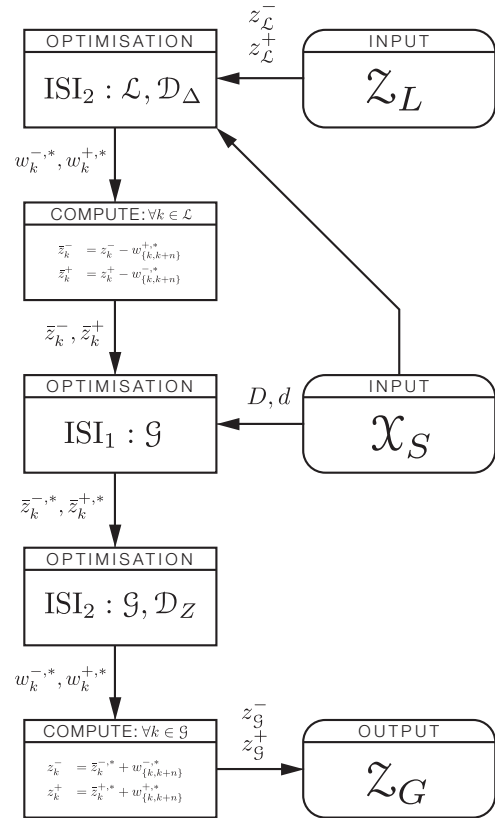 OPTIMISATION
ISI₂ : ℒ, 𝒟_Δ
z_ℒ^-
z_ℒ^+
INPUT
𝒵_L
w_k^{-,*}, w_k^{+,*}
COMPUTE: ∀k ∈ ℒ
z̄_k^- = z_k^- − w_{\{k,k+n\}}^{+,*}
z̄_k^+ = z_k^+ − w_{\{k,k+n\}}^{-,*}
z̄_k^-, z̄_k^+
OPTIMISATION
ISI₁ : 𝒢
D, d
INPUT
𝒳_S
z̄_k^{-,*}, z̄_k^{+,*}
OPTIMISATION
ISI₂ : 𝒢, 𝒟_Z
w_k^{-,*}, w_k^{+,*}
COMPUTE: ∀k ∈ 𝒢
z_k^- = z̄_k^{-,*} + w_{\{k,k+n\}}^{-,*}
z_k^+ = z̄_k^{+,*} + w_{\{k,k+n\}}^{+,*}
z_𝒢^-
z_𝒢^+
OUTPUT
𝒵_G